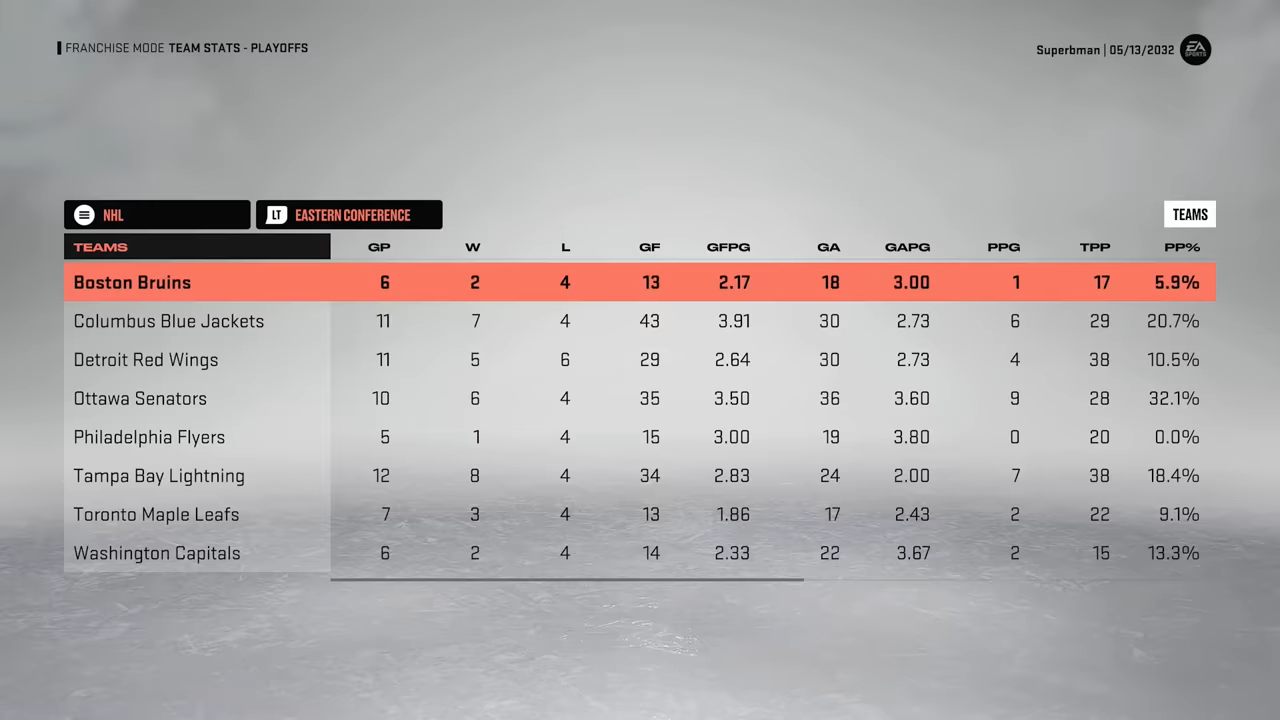 FRANCHISE MODE TEAM STATS - PLAYOFFS
Superbman | 05/13/2032 EA SPORTS
NHL LT EASTERN CONFERENCE TEAMS
TEAMS GP W L GF GFPG GA GAPG PPG TPP PP%
Boston Bruins 6 2 4 13 2.17 18 3.00 1 17 5.9%
Columbus Blue Jackets 11 7 4 43 3.91 30 2.73 6 29 20.7%
Detroit Red Wings 11 5 6 29 2.64 30 2.73 4 38 10.5%
Ottawa Senators 10 6 4 35 3.50 36 3.60 9 28 32.1%
Philadelphia Flyers 5 1 4 15 3.00 19 3.80 0 20 0.0%
Tampa Bay Lightning 12 8 4 34 2.83 24 2.00 7 38 18.4%
Toronto Maple Leafs 7 3 4 13 1.86 17 2.43 2 22 9.1%
Washington Capitals 6 2 4 14 2.33 22 3.67 2 15 13.3%